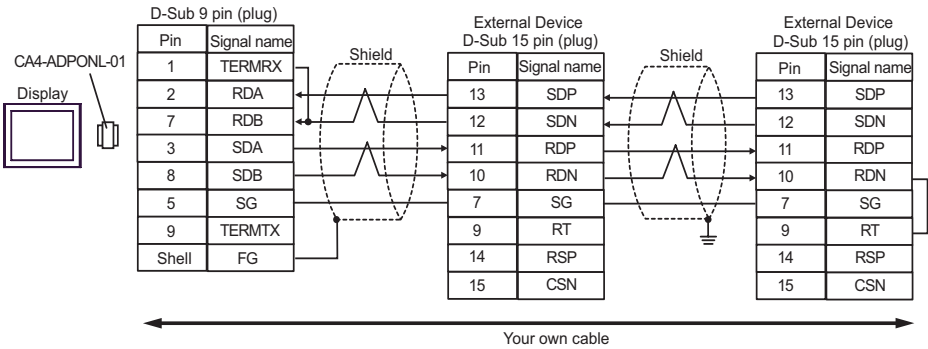 CA4-ADPONL-01
Display
D-Sub 9 pin (plug)
Pin Signal name
1 TERMRX
2 RDA
7 RDB
3 SDA
8 SDB
5 SG
9 TERMTX
Shell FG
Shield
External Device
D-Sub 15 pin (plug)
Pin Signal name
13 SDP
12 SDN
11 RDP
10 RDN
7 SG
9 RT
14 RSP
15 CSN
Shield
External Device
D-Sub 15 pin (plug)
Pin Signal name
13 SDP
12 SDN
11 RDP
10 RDN
7 SG
9 RT
14 RSP
15 CSN
Your own cable